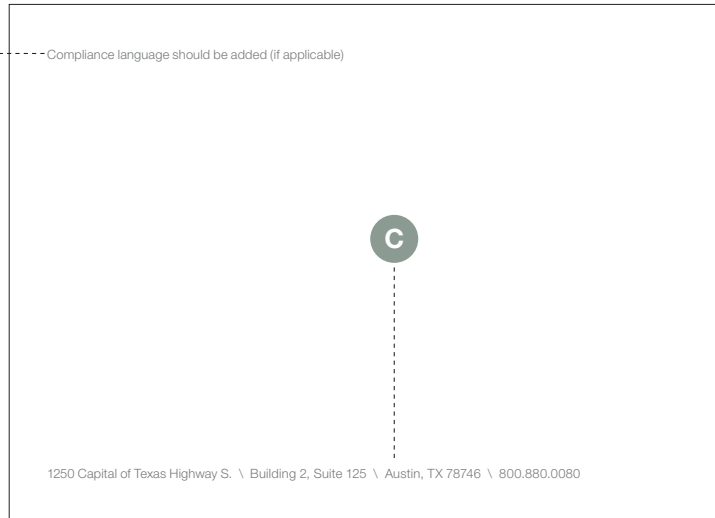 Compliance language should be added (if applicable)
C
1250 Capital of Texas Highway S. \ Building 2, Suite 125 \ Austin, TX 78746 \ 800.880.0080